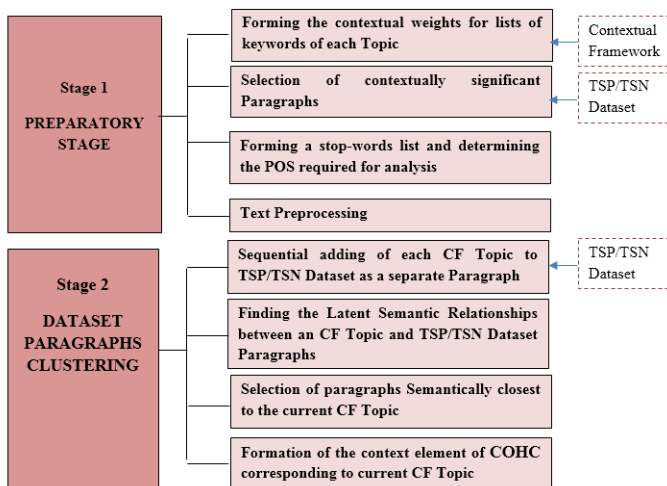 Stage 1
PREPARATORY
STAGE
Forming the contextual weights for lists of
keywords of each Topic
Contextual
Framework
Selection of contextually significant
Paragraphs
TSP/TSN
Dataset
Forming a stop-words list and determining
the POS required for analysis
Text Preprocessing
Stage 2
DATASET
PARAGRAPHS
CLUSTERING
Sequential adding of each CF Topic to
TSP/TSN Dataset as a separate Paragraph
TSP/TSN
Dataset
Finding the Latent Semantic Relationships
between an CF Topic and TSP/TSN Dataset
Paragraphs
Selection of paragraphs Semantically closest
to the current CF Topic
Formation of the context element of COHC
corresponding to current CF Topic